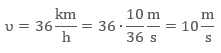 υ = 36 km/h = 36 · 10/36 m/s = 10 m/s